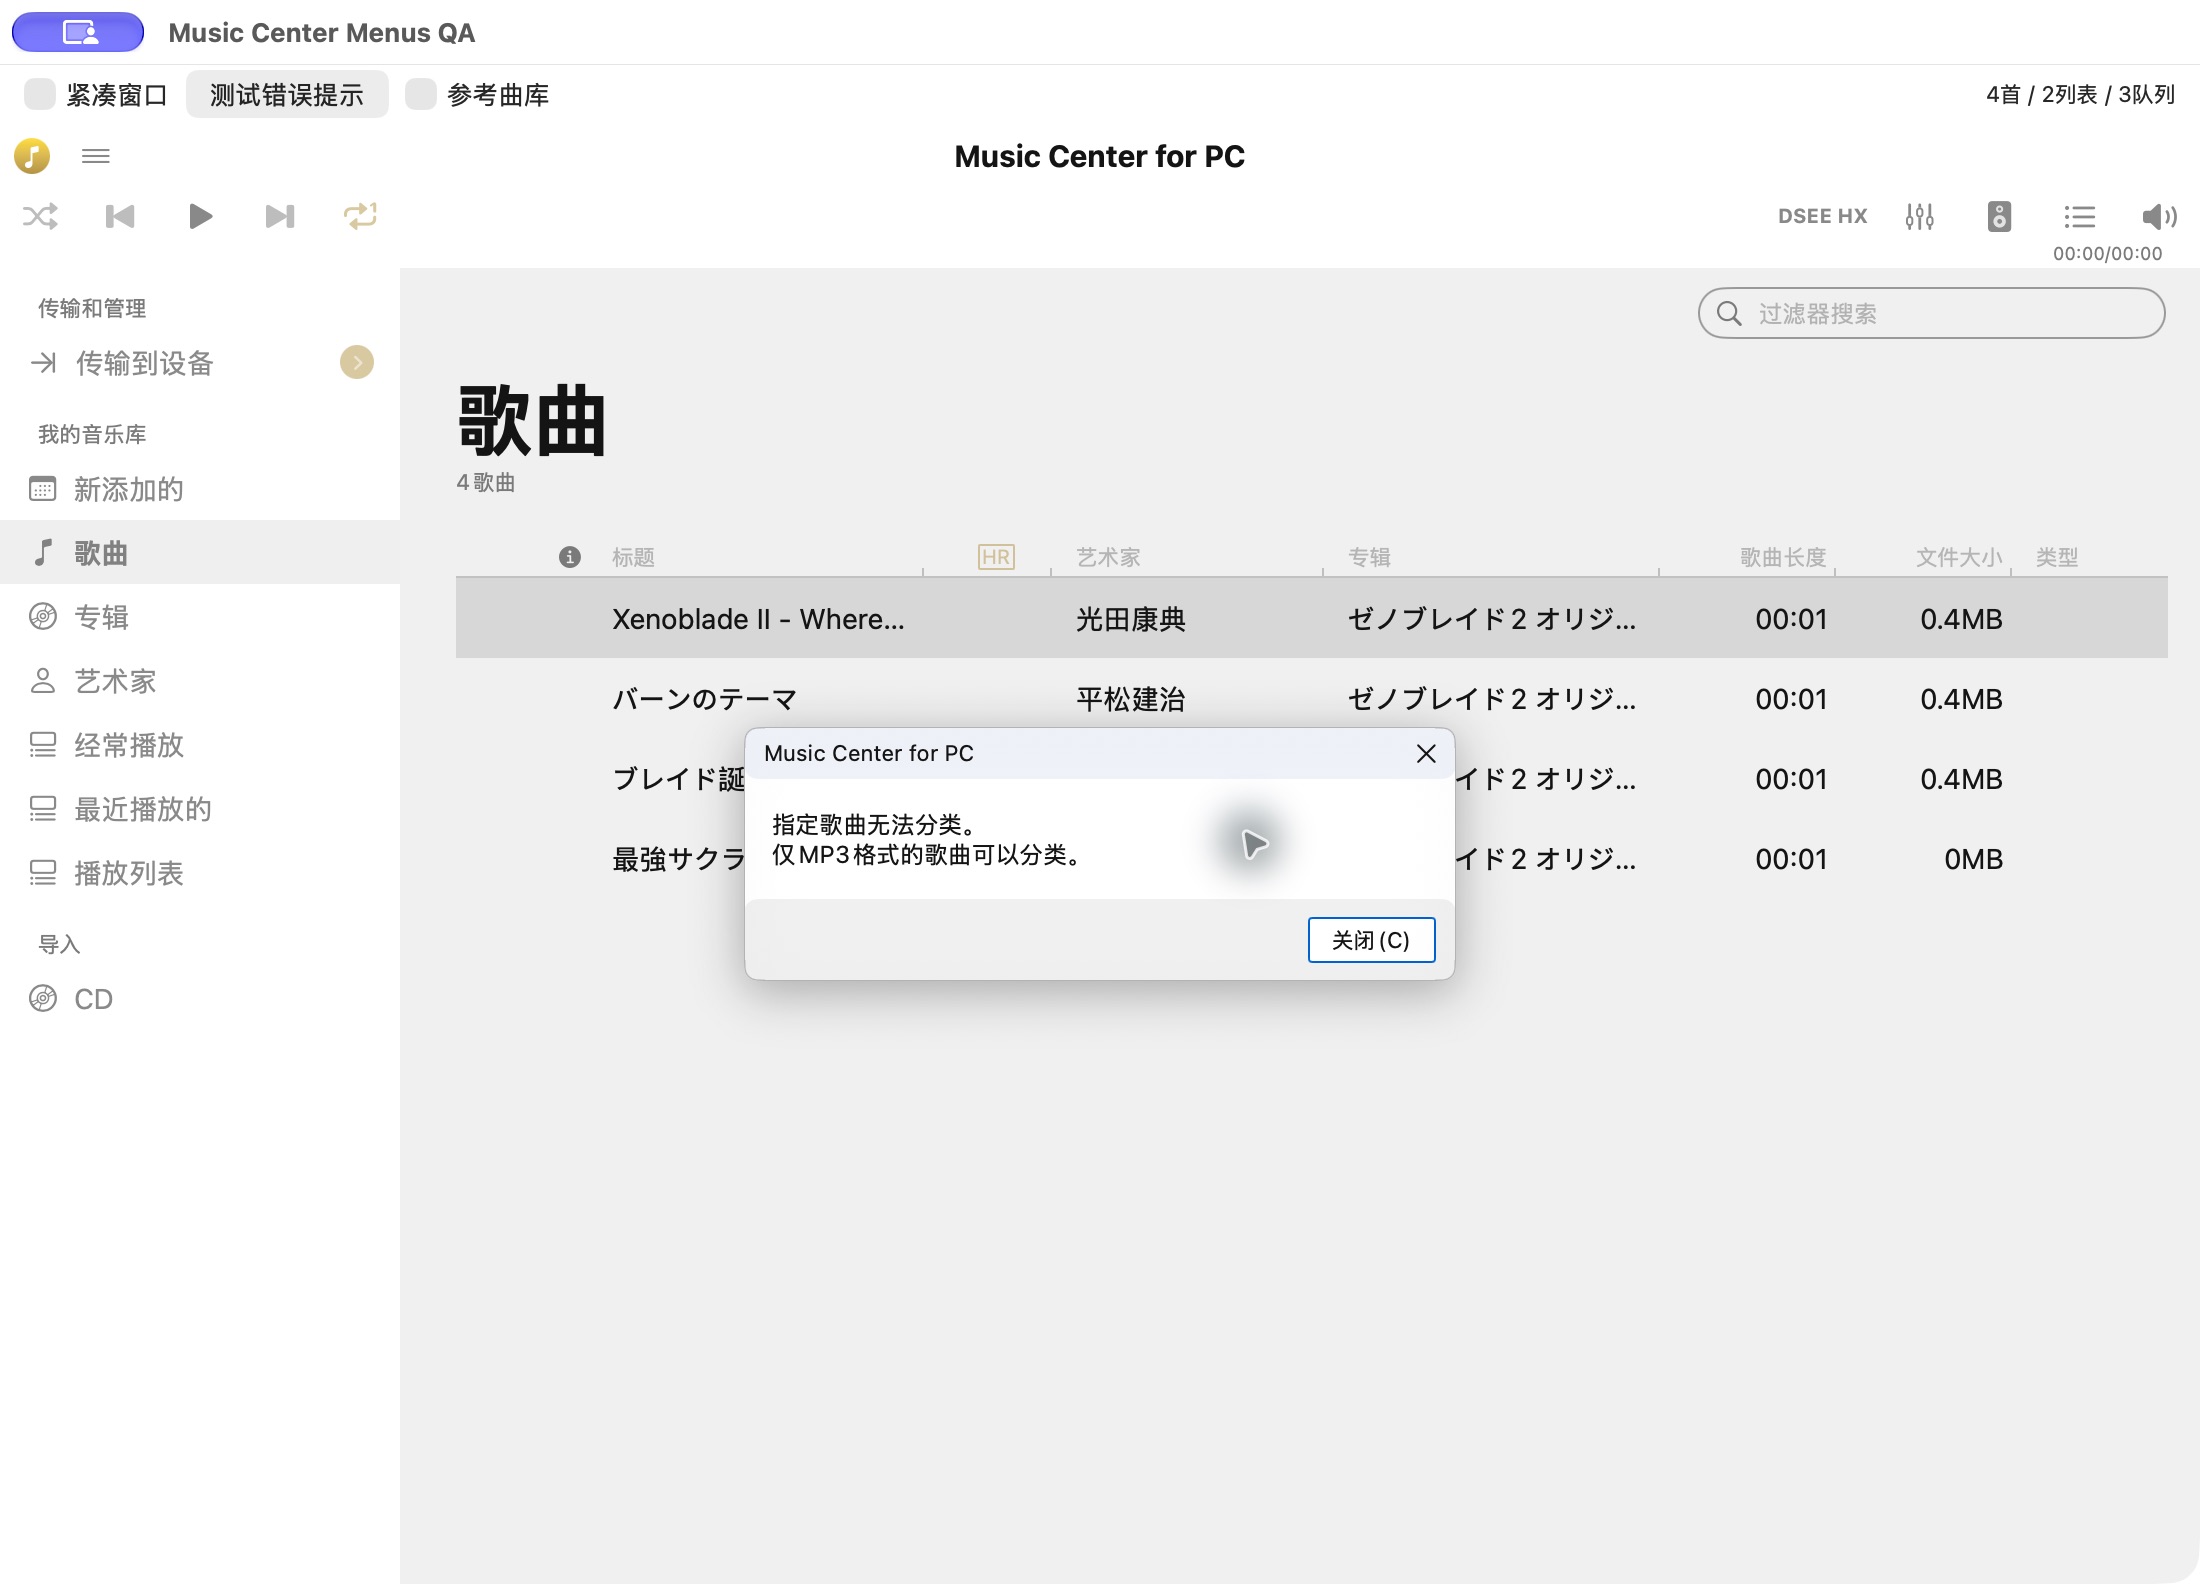 Music Center Menus QA
紧凑窗口 测试错误提示 参考曲库 4首 / 2列表 / 3队列
Music Center for PC
DSEE HX
00:00/00:00
传输和管理
过滤器搜索
传输到设备
歌曲
我的音乐库
4歌曲
新添加的
歌曲
标题 HR 艺术家 专辑 歌曲长度 文件大小 类型
专辑
Xenoblade II - Where... 光田康典 ゼノブレイド2 オリジ... 00:01 0.4MB
艺术家
バーンのテーマ 平松建治 ゼノブレイド2 オリジ... 00:01 0.4MB
经常播放
Music Center for PC
ブレイド誕 イド2 オリジ... 00:01 0.4MB
最近播放的
指定歌曲无法分类。
仅MP3格式的歌曲可以分类。
最強サクラ イド2 オリジ... 00:01 0MB
播放列表
关闭(C)
导入
CD